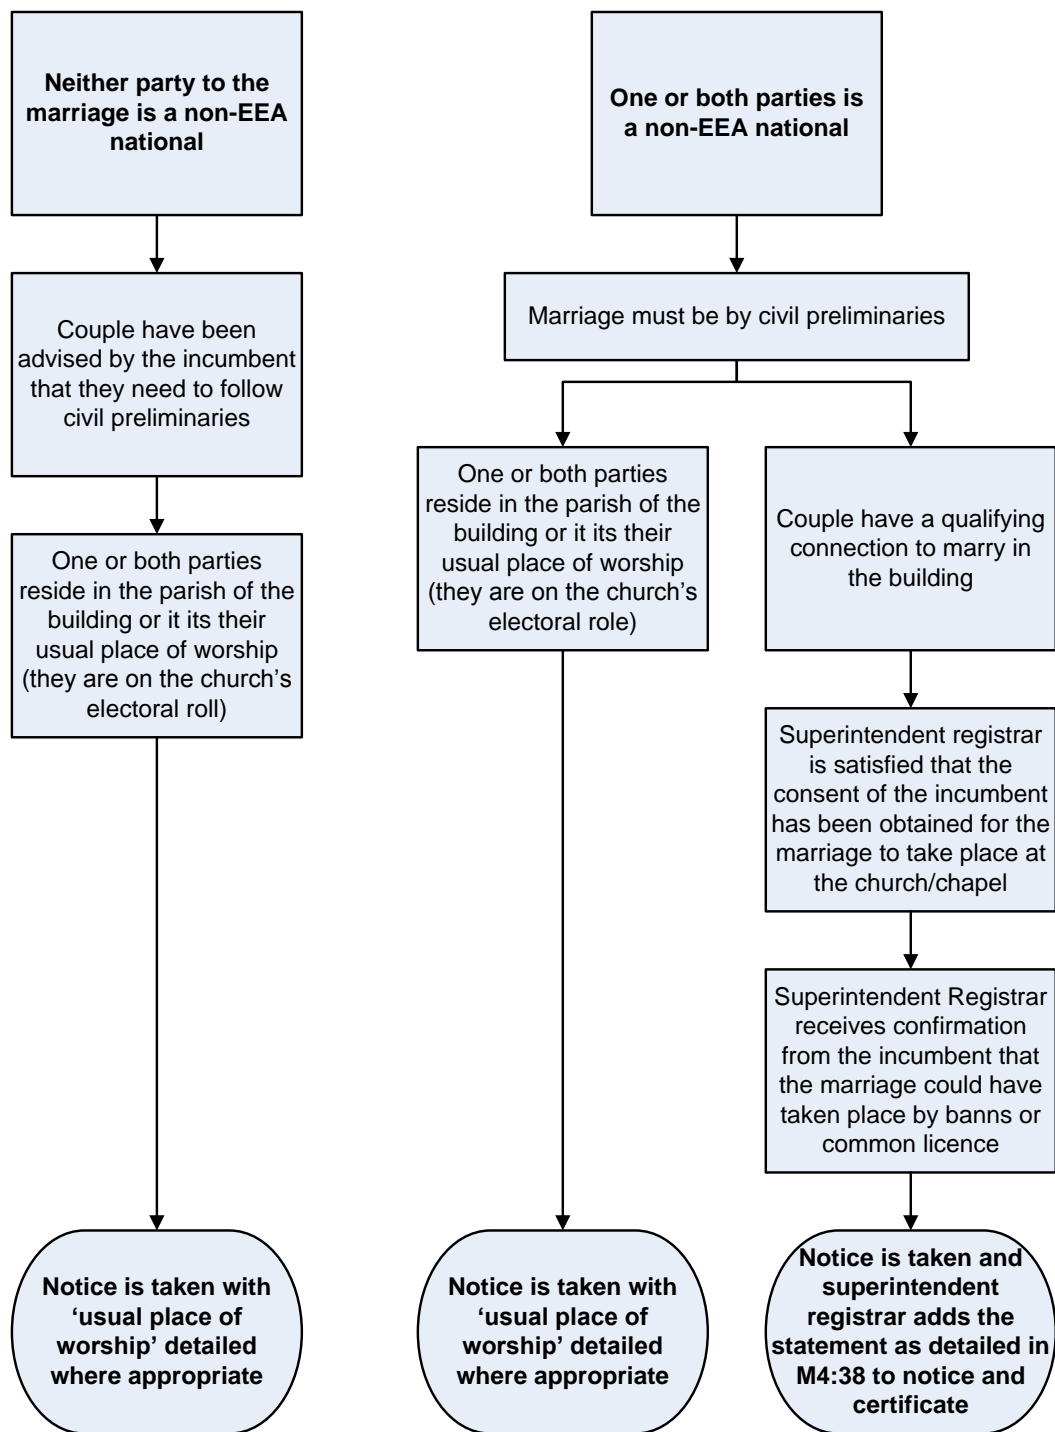 Neither party to the
marriage is a non-EEA
national
Couple have been
advised by the incumbent
that they need to follow
civil preliminaries
One or both parties
reside in the parish of the
building or it its their
usual place of worship
(they are on the church's
electoral roll)
Notice is taken with
‘usual place of
worship’ detailed
where appropriate
One or both parties is
a non-EEA national
Marriage must be by civil preliminaries
One or both parties
reside in the parish of the
building or it its their
usual place of worship
(they are on the church’s
electoral role)
Notice is taken with
‘usual place of
worship’ detailed
where appropriate
Couple have a qualifying
connection to marry in
the building
Superintendent registrar
is satisfied that the
consent of the incumbent
has been obtained for the
marriage to take place at
the church/chapel
Superintendent Registrar
receives confirmation
from the incumbent that
the marriage could have
taken place by banns or
common licence
Notice is taken and
superintendent
registrar adds the
statement as detailed in
M4:38 to notice and
certificate